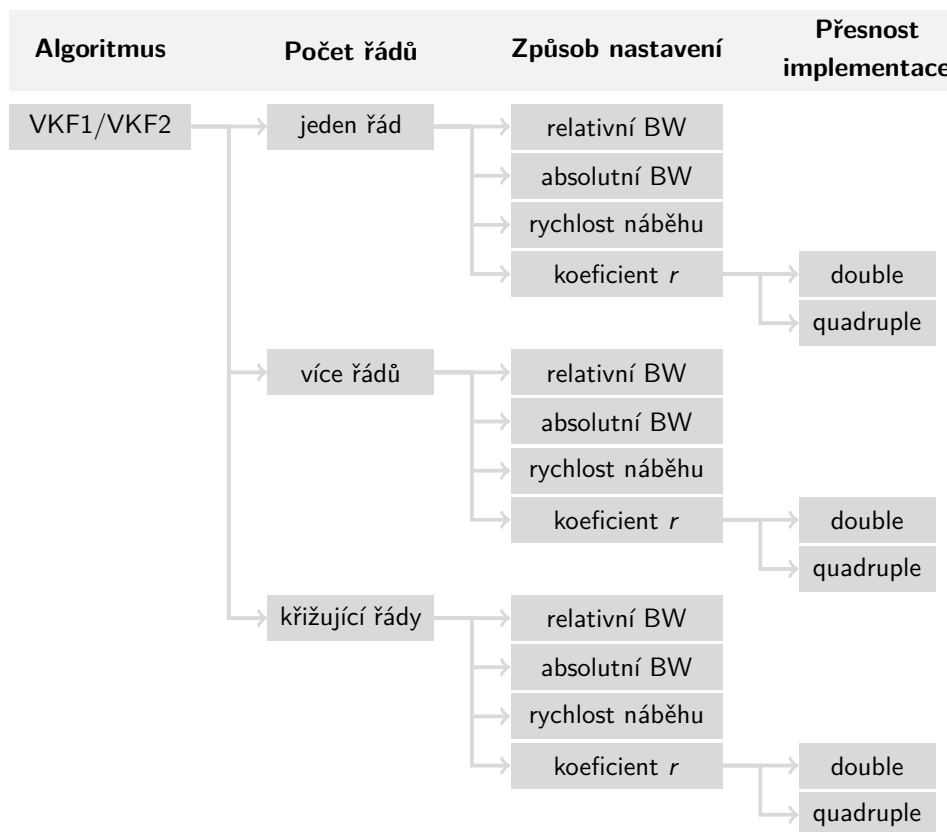 Algoritmus
Počet řádů
Způsob nastavení
Přesnost
implementace
VKF1/VKF2
jeden řád
relativní BW
absolutní BW
rychlost náběhu
koeficient r
double
quadruple
více řádů
relativní BW
absolutní BW
rychlost náběhu
koeficient r
double
quadruple
křižující řády
relativní BW
absolutní BW
rychlost náběhu
koeficient r
double
quadruple